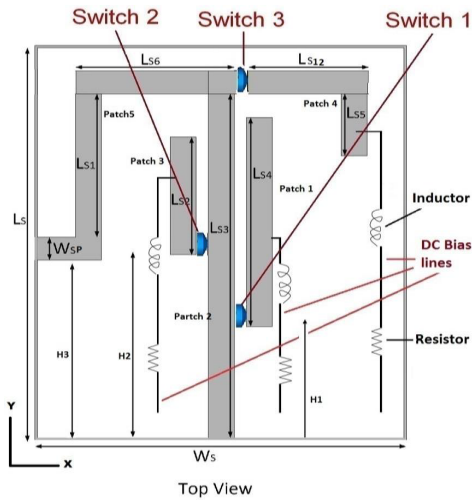 Switch 2
Switch 3
Switch 1
LS6
LS12
Patch5
Patch 4
LS1
LS5
Patch 3
LS2
LS4
Patch 1
LS
LS3
Inductor
WSP
DC Bias
lines
Partch 2
H3
H2
H1
Resistor
Y
X
WS
Top View